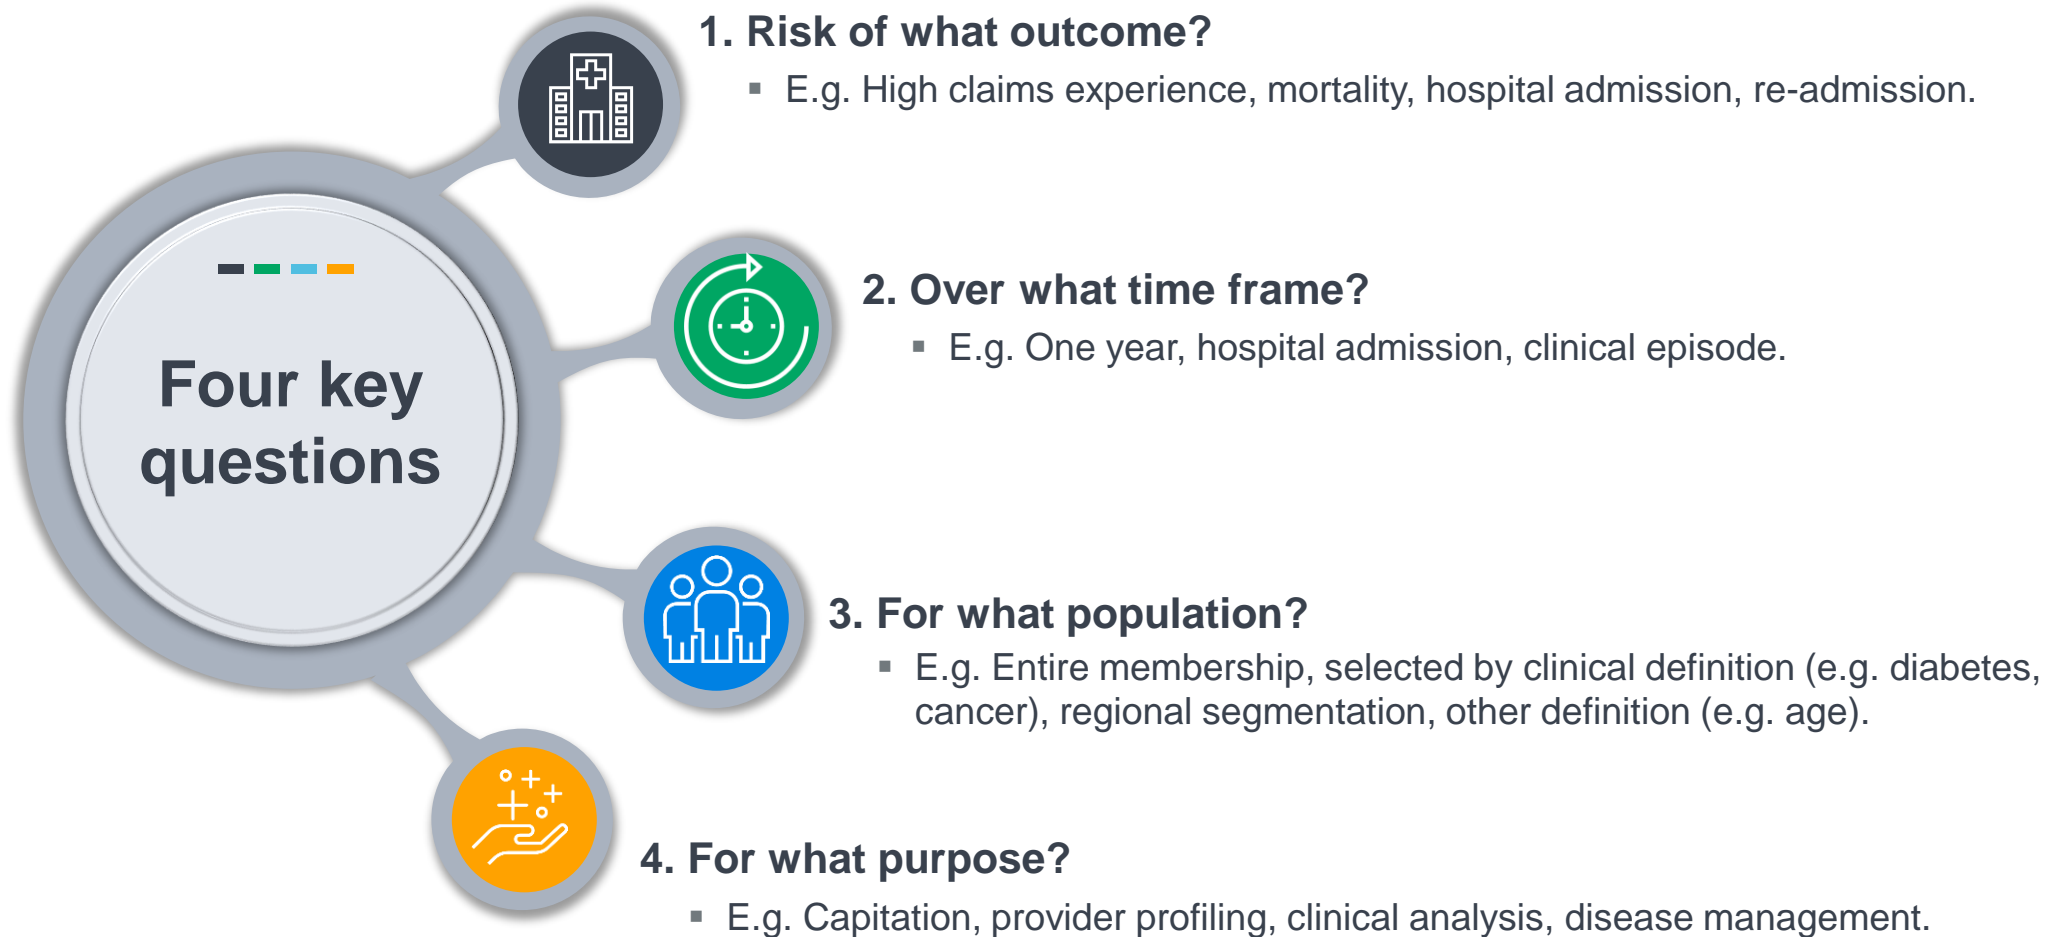 Four key
questions
1. Risk of what outcome?
▪ E.g. High claims experience, mortality, hospital admission, re-admission.
2. Over what time frame?
▪ E.g. One year, hospital admission, clinical episode.
3. For what population?
▪ E.g. Entire membership, selected by clinical definition (e.g. diabetes,
cancer), regional segmentation, other definition (e.g. age).
4. For what purpose?
▪ E.g. Capitation, provider profiling, clinical analysis, disease management.